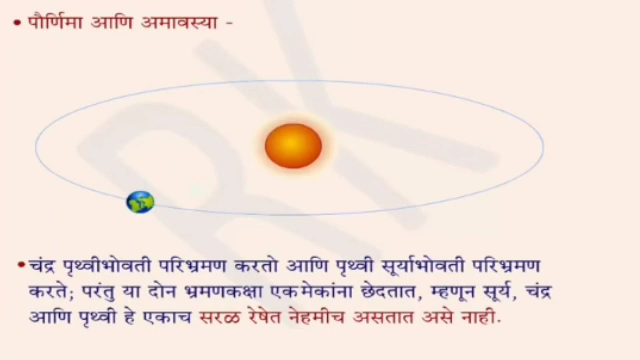 • पौर्णिमा आणि अमावस्या -
• चंद्र पृथ्वीभोवती परिभ्रमण करतो आणि पृथ्वी सूर्याभोवती परिभ्रमण
करते; परंतु या दोन भ्रमणकक्षा एकमेकांना छेदतात, म्हणून सूर्य, चंद्र
आणि पृथ्वी हे एकाच सरळ रेषेत नेहमीच असतात असे नाही.